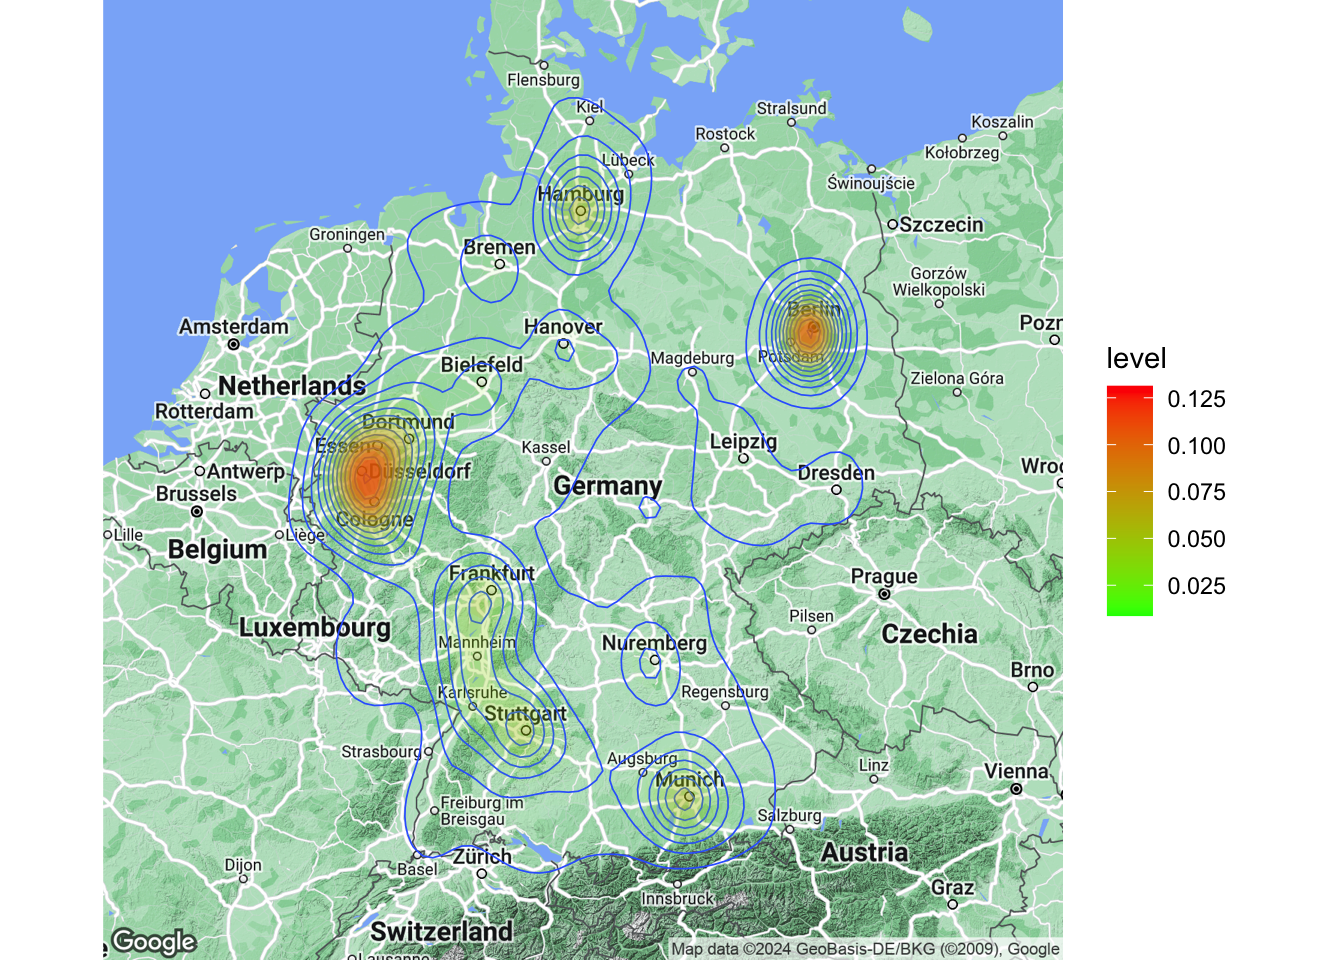 Flensburg
Kiel
Stralsund
Koszalin
Rostock
Kołobrzeg
Lübeck
Świnoujście
Hamburg
Szczecin
Groningen
Bremen
Gorzów
Wielkopolski
Berlin
Amsterdam
Hanover
Pozr
Potsdam
Magdeburg
Bielefeld
Netherlands
Zielona Góra
Rotterdam
Dortmund
Essen
Leipzig
Kassel
Antwerp
Düsseldorf
Dresden
Wroc
Brussels
Germany
Cologne
Lille
Liège
Belgium
Frankfurt
Prague
Pilsen
Luxembourg
Czechia
Mannheim
Nuremberg
Brno
Karlsruhe
Regensburg
Stuttgart
Strasbourg
Augsburg
Linz
Vienna
Munich
Freiburg im
Breisgau
Salzburg
Austria
Zürich
Dijon
Basel
Graz
Innsbruck
Switzerland
Lausanne
e
Google
Map data ©2024 GeoBasis-DE/BKG (©2009), Google
level
0.125
0.100
0.075
0.050
0.025